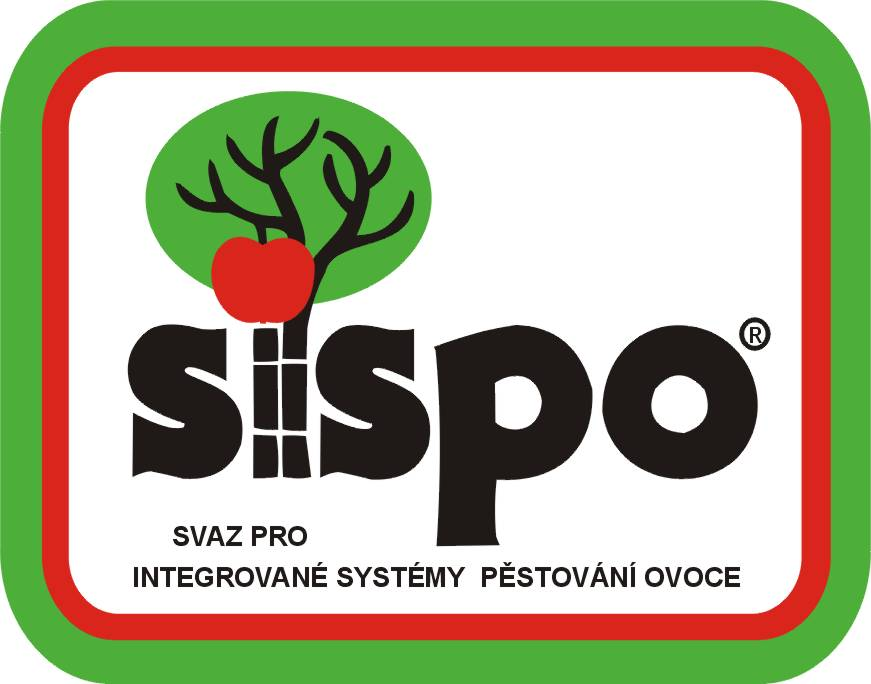 sispo®
SVAZ PRO
INTEGROVANÉ SYSTÉMY PĚSTOVÁNÍ OVOCE